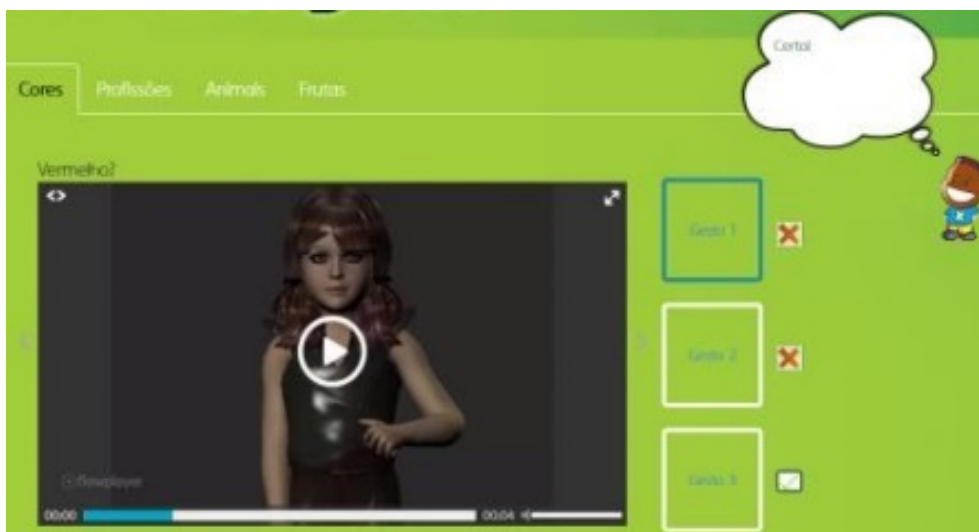 Certo!
Cores
Profissões
Animais
Frutas
Vermelho?
Gesto 1
Gesto 2
Gesto 3
flowplayer
00:00
00:04